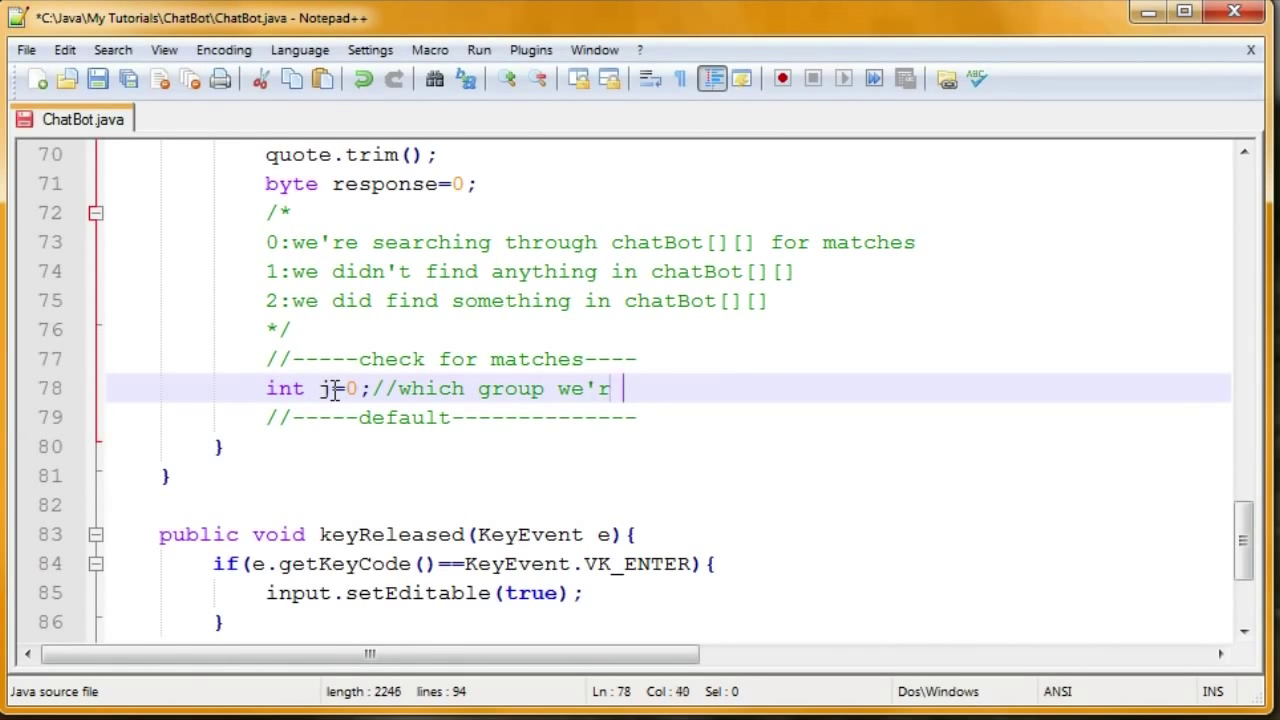 *C:\Java\My Tutorials\ChatBot\ChatBot.java - Notepad++
File Edit Search View Encoding Language Settings Macro Run Plugins Window ? X
ABC
ChatBot.java
70 quote.trim();
71 byte response=0;
72 /*
73 0:we're searching through chatBot[][] for matches
74 1:we didn't find anything in chatBot[][]
75 2:we did find something in chatBot[][]
76 */
77 //-----check for matches----
78 int j=0;//which group we'r
79 //-----default--------------
80 }
81 }
82
83 public void keyReleased(KeyEvent e){
84 if(e.getKeyCode()==KeyEvent.VK_ENTER){
85 input.setEditable(true);
86 }
Java source file length : 2246 lines : 94 Ln : 78 Col : 40 Sel : 0 Dos\Windows ANSI INS